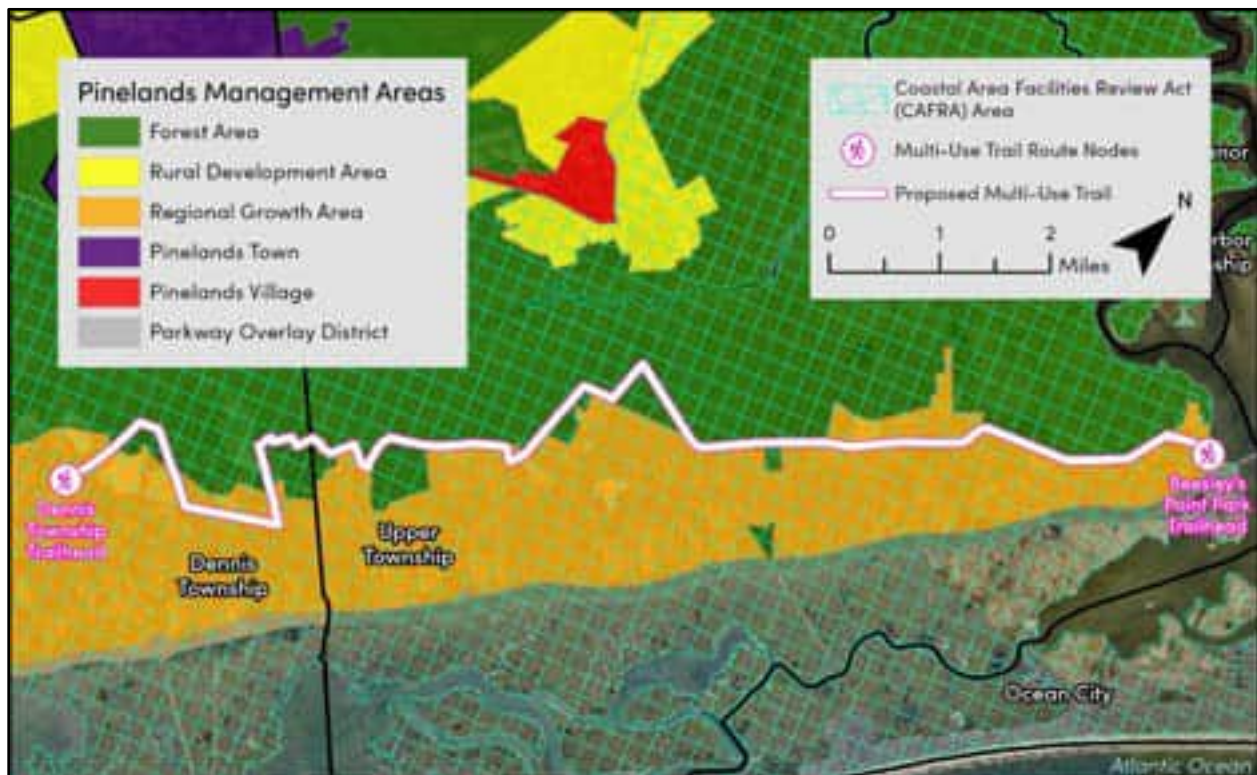 Pinelands Management Areas
Forest Area
Rural Development Area
Regional Growth Area
Pinelands Town
Pinelands Village
Parkway Overlay District
Coastal Area Facilities Review Act
(CAFRA) Area
Multi-Use Trail Route Nodes
Proposed Multi-Use Trail
N
0 1 2
Miles
Dennis
Township
Trailhead
Dennis
Township
Upper
Township
Beesley's
Point Park
Trailhead
Ocean City
Atlantic Ocean